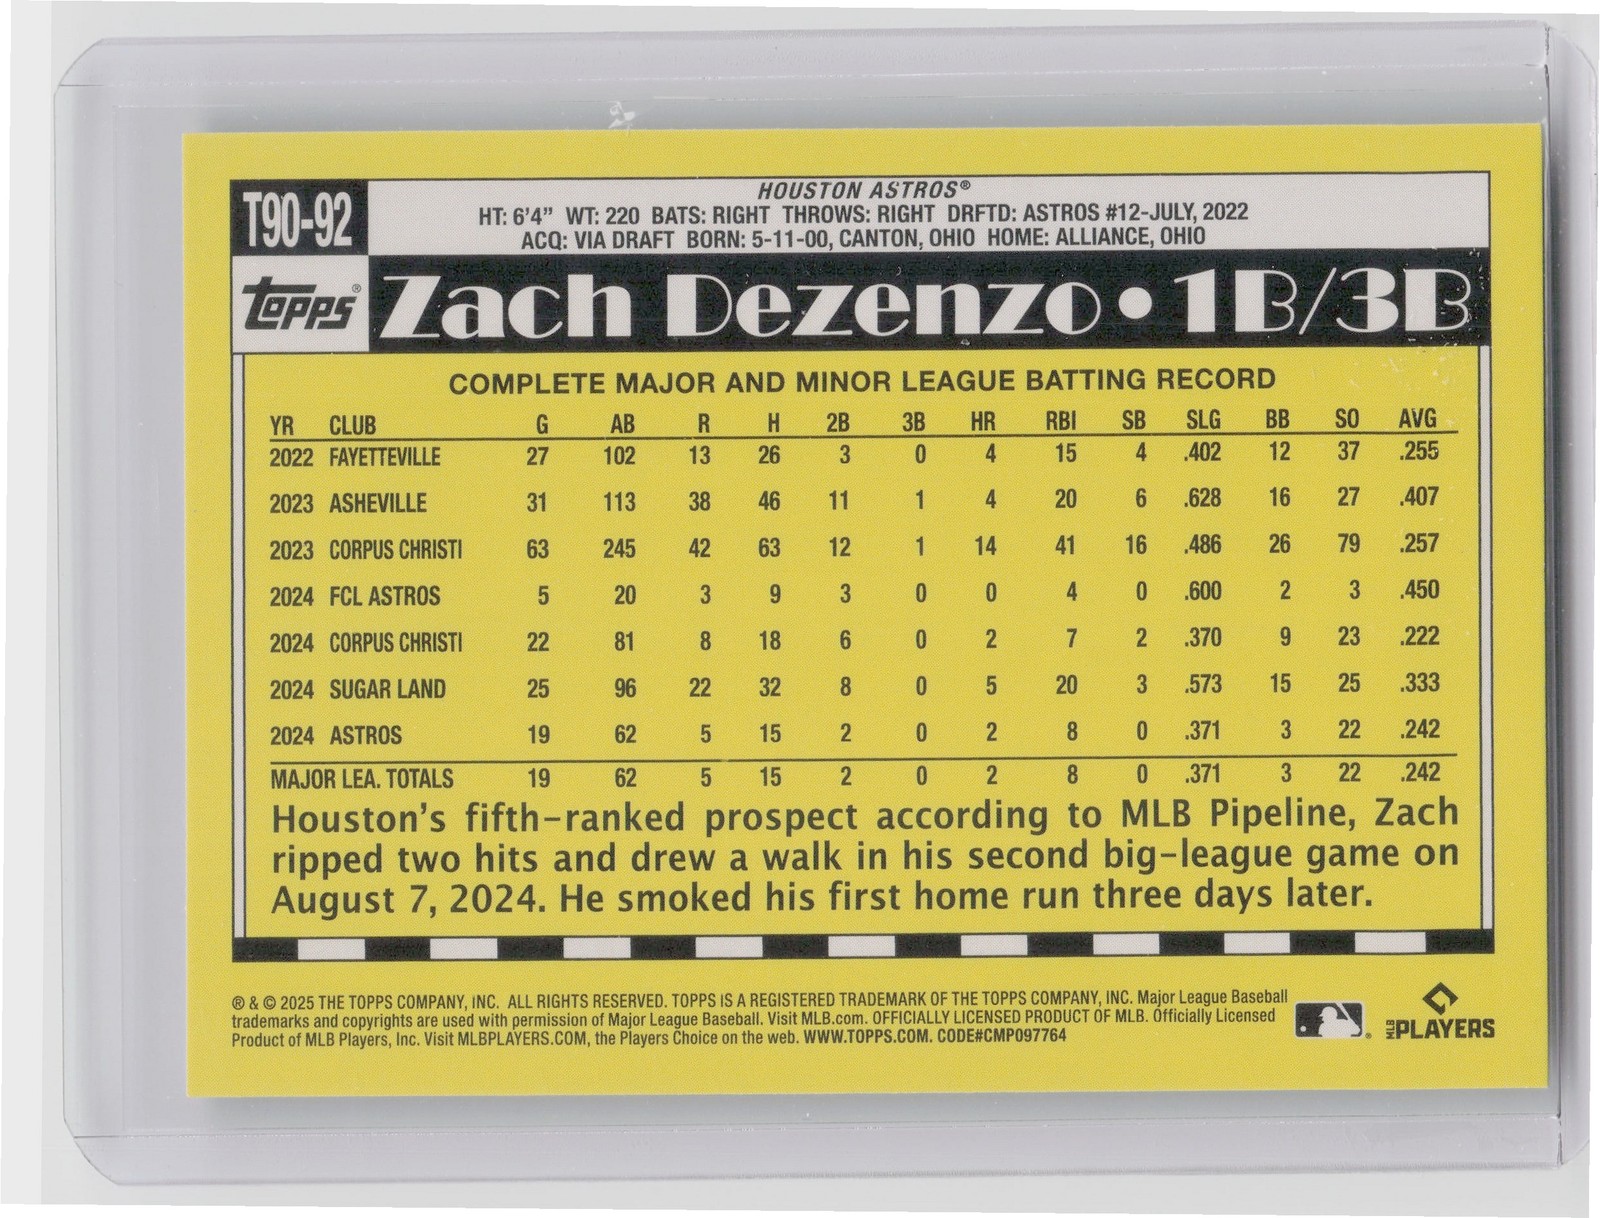 T90-92
HOUSTON ASTROS®
HT: 6'4" WT: 220 BATS: RIGHT THROWS: RIGHT DRFTD: ASTROS #12-JULY, 2022
ACQ: VIA DRAFT BORN: 5-11-00, CANTON, OHIO HOME: ALLIANCE, OHIO
topps® Zach Dezenzo • 1B/3B
COMPLETE MAJOR AND MINOR LEAGUE BATTING RECORD
YR CLUB G AB R H 2B 3B HR RBI SB SLG BB SO AVG
2022 FAYETTEVILLE 27 102 13 26 3 0 4 15 4 .402 12 37 .255
2023 ASHEVILLE 31 113 38 46 11 1 4 20 6 .628 16 27 .407
2023 CORPUS CHRISTI 63 245 42 63 12 1 14 41 16 .486 26 79 .257
2024 FCL ASTROS 5 20 3 9 3 0 0 4 0 .600 2 3 .450
2024 CORPUS CHRISTI 22 81 8 18 6 0 2 7 2 .370 9 23 .222
2024 SUGAR LAND 25 96 22 32 8 0 5 20 3 .573 15 25 .333
2024 ASTROS 19 62 5 15 2 0 2 8 0 .371 3 22 .242
MAJOR LEA. TOTALS 19 62 5 15 2 0 2 8 0 .371 3 22 .242
Houston's fifth-ranked prospect according to MLB Pipeline, Zach
ripped two hits and drew a walk in his second big-league game on
August 7, 2024. He smoked his first home run three days later.
® & © 2025 THE TOPPS COMPANY, INC. ALL RIGHTS RESERVED. TOPPS IS A REGISTERED TRADEMARK OF THE TOPPS COMPANY, INC. Major League Baseball
trademarks and copyrights are used with permission of Major League Baseball. Visit MLB.com. OFFICIALLY LICENSED PRODUCT OF MLB. Officially Licensed
Product of MLB Players, Inc. Visit MLBPLAYERS.COM, the Players Choice on the web. WWW.TOPPS.COM. CODE#CMP097764
®
MLB PLAYERS